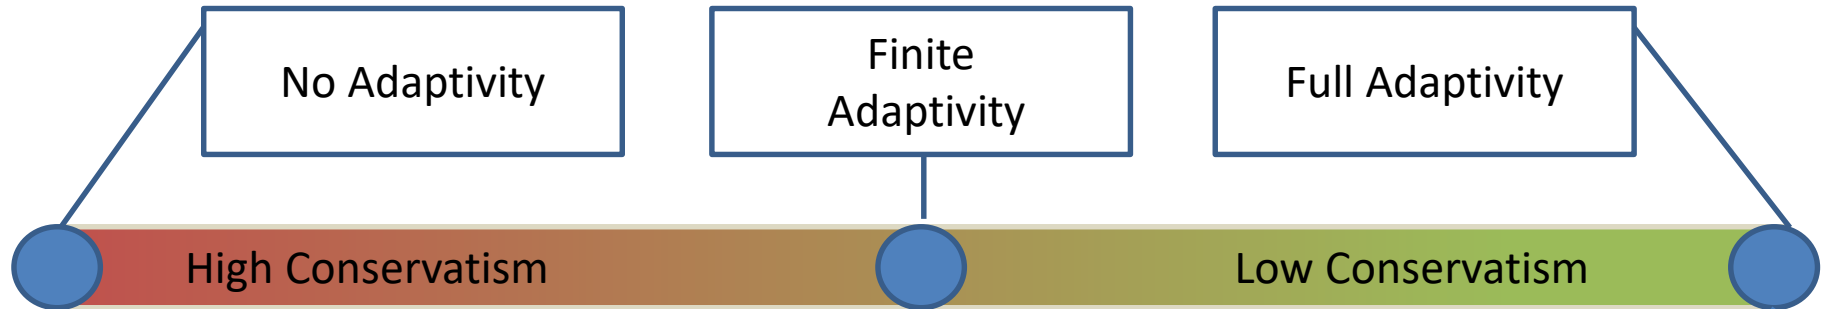 No Adaptivity
Finite
Adaptivity
Full Adaptivity
High Conservatism
Low Conservatism